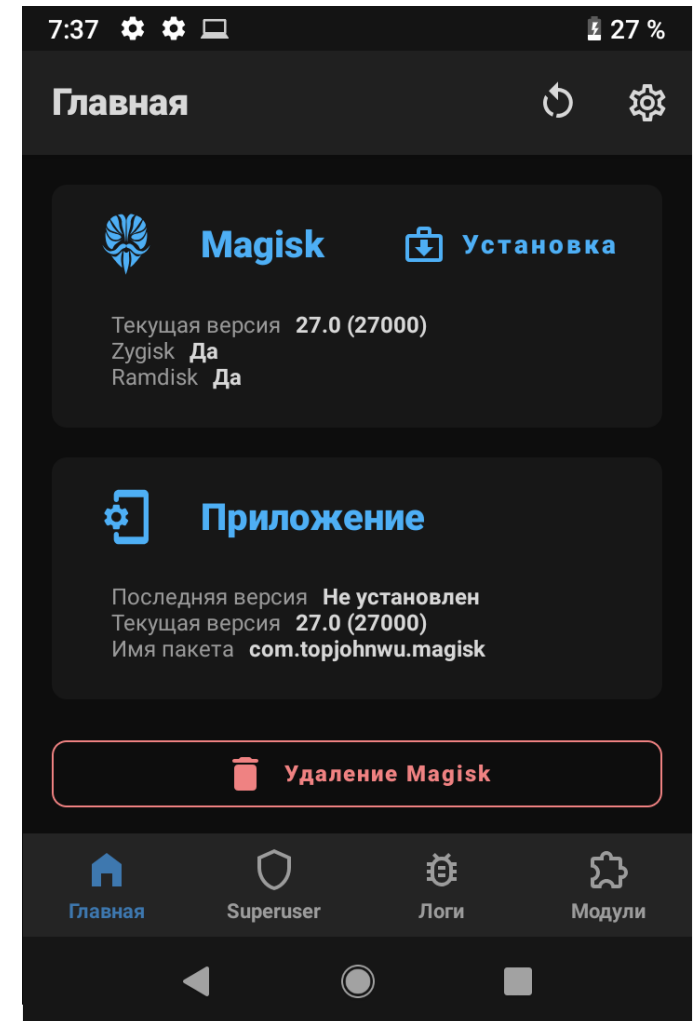 7:37 27 %
Главная
Magisk Установка
Текущая версия 27.0 (27000)
Zygisk Да
Ramdisk Да
Приложение
Последняя версия Не установлен
Текущая версия 27.0 (27000)
Имя пакета com.topjohnwu.magisk
Удаление Magisk
Главная Superuser Логи Модули